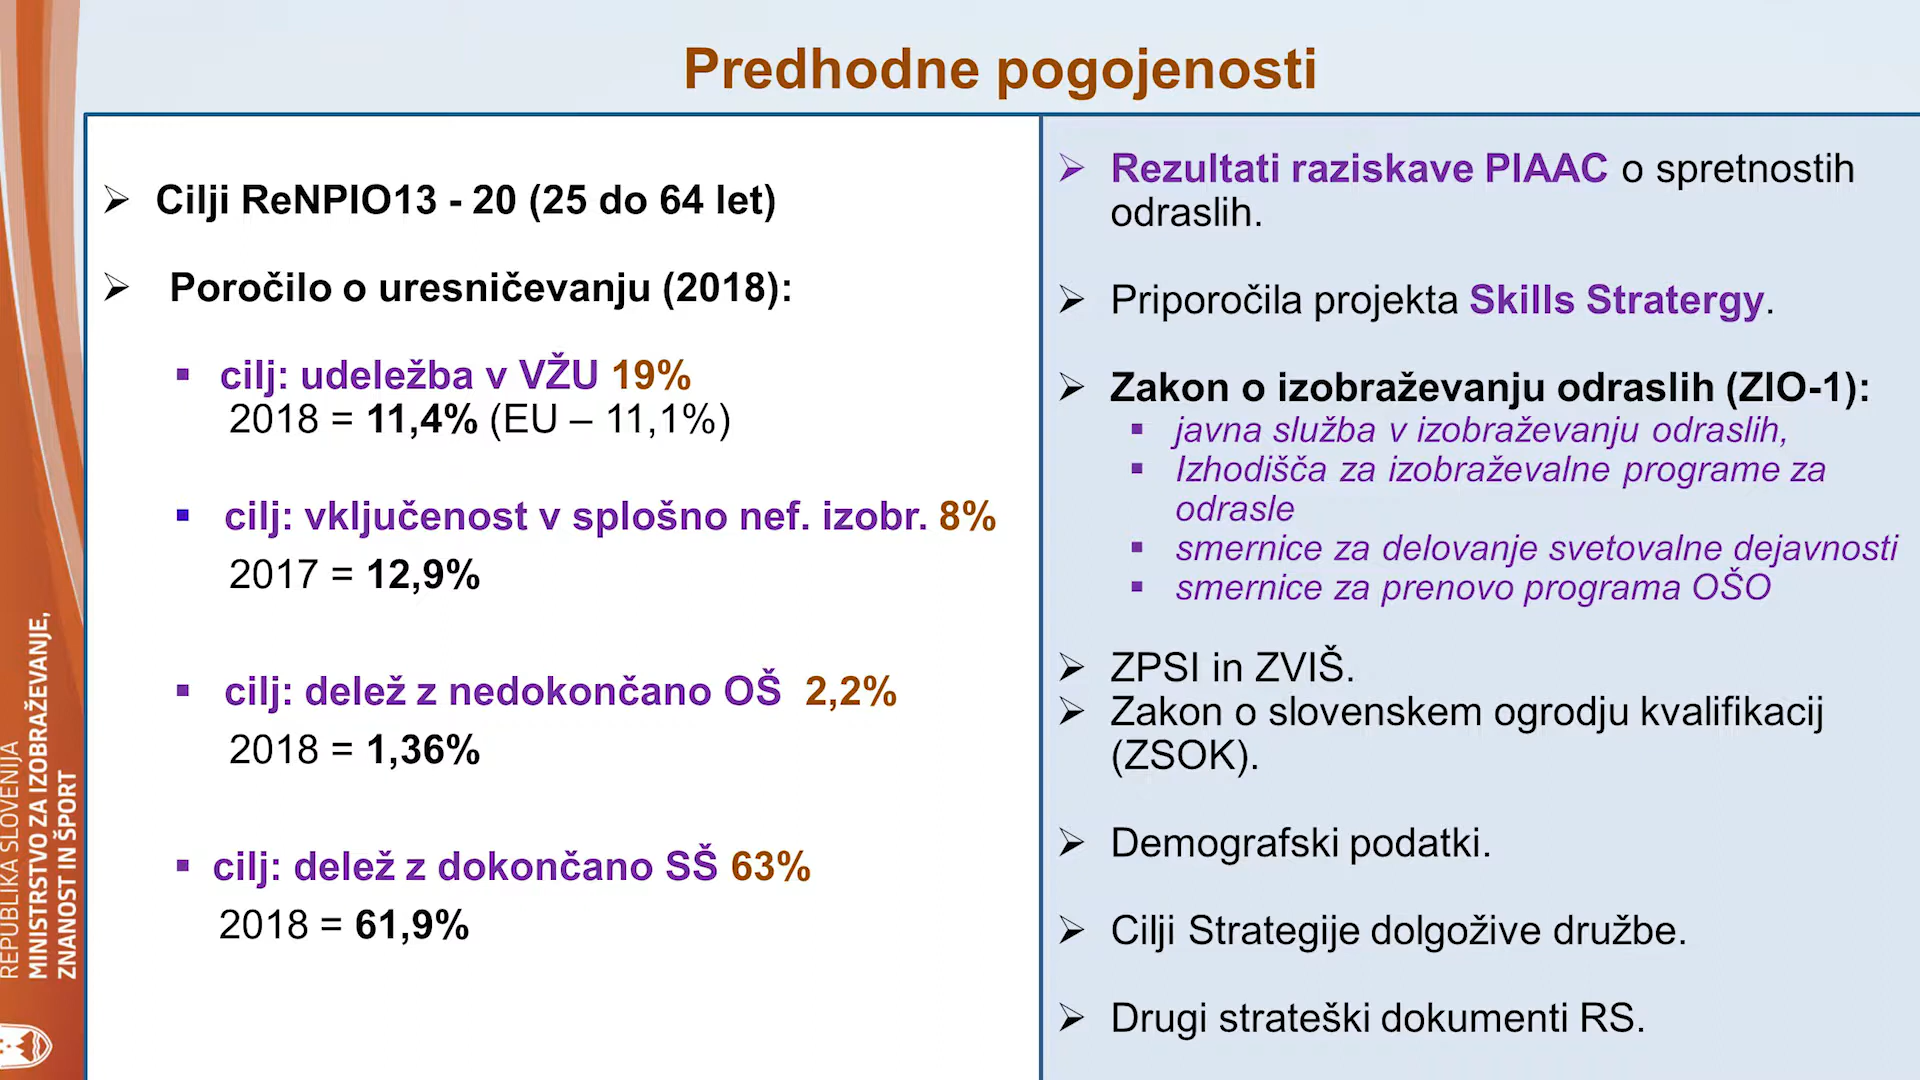 Predhodne pogojenosti
Cilji ReNPIO13 - 20 (25 do 64 let)
Poročilo o uresničevanju (2018):
cilj: udeležba v VŽU 19%
2018 = 11,4% (EU – 11,1%)
cilj: vključenost v splošno nef. izobr. 8%
2017 = 12,9%
cilj: delež z nedokončano OŠ 2,2%
2018 = 1,36%
cilj: delež z dokončano SŠ 63%
2018 = 61,9%
Rezultati raziskave PIAAC o spretnostih
odraslih.
Priporočila projekta Skills Stratergy.
Zakon o izobraževanju odraslih (ZIO-1):
javna služba v izobraževanju odraslih,
Izhodišča za izobraževalne programe za
odrasle
smernice za delovanje svetovalne dejavnosti
smernice za prenovo programa OŠO
ZPSI in ZVIŠ.
Zakon o slovenskem ogrodju kvalifikacij
(ZSOK).
Demografski podatki.
Cilji Strategije dolgožive družbe.
Drugi strateški dokumenti RS.
REPUBLIKA SLOVENIJA
MINISTRSTVO ZA IZOBRAŽEVANJE,
ZNANOST IN ŠPORT